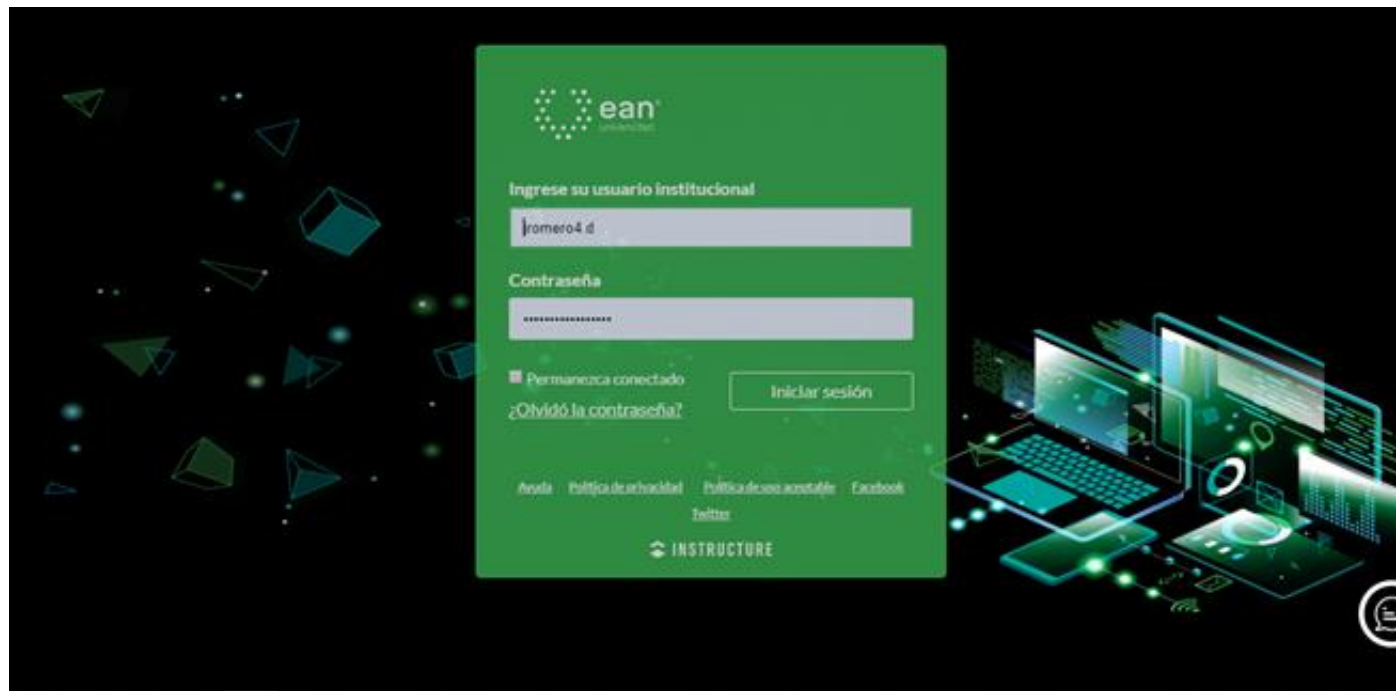 ean
universidad
Ingrese su usuario institucional
jromero4.d
Contraseña
•••••••••••••••••
Permanezca conectado
Iniciar sesión
¿Olvidó la contraseña?
Ayuda Política de privacidad Política de uso aceptable Facebook
Twitter
INSTRUCTURE